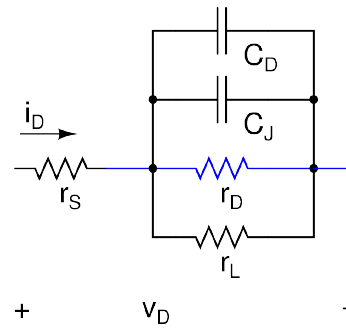 C_D
C_J
i_D
r_S
r_D
r_L
+ v_D -